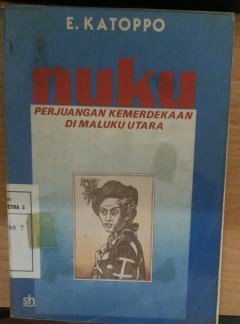 E. KATOPPO
nuku
PERJUANGAN KEMERDEKAAN
DI MALUKU UTARA
sh